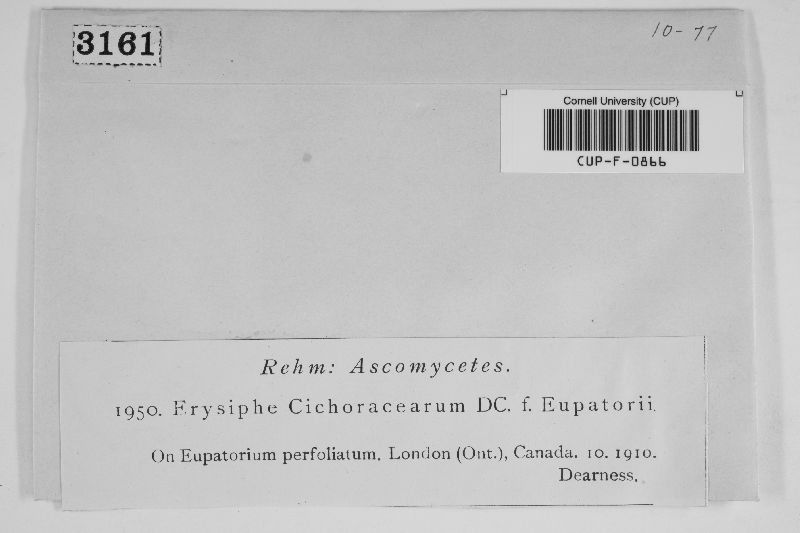 3161
10-77
Cornell University (CUP)
CUP-F-0866
Rehm: Ascomycetes.
1950. Erysiphe Cichoracearum DC. f. Eupatorii.
On Eupatorium perfoliatum. London (Ont.), Canada. 10. 1910.
Dearness.